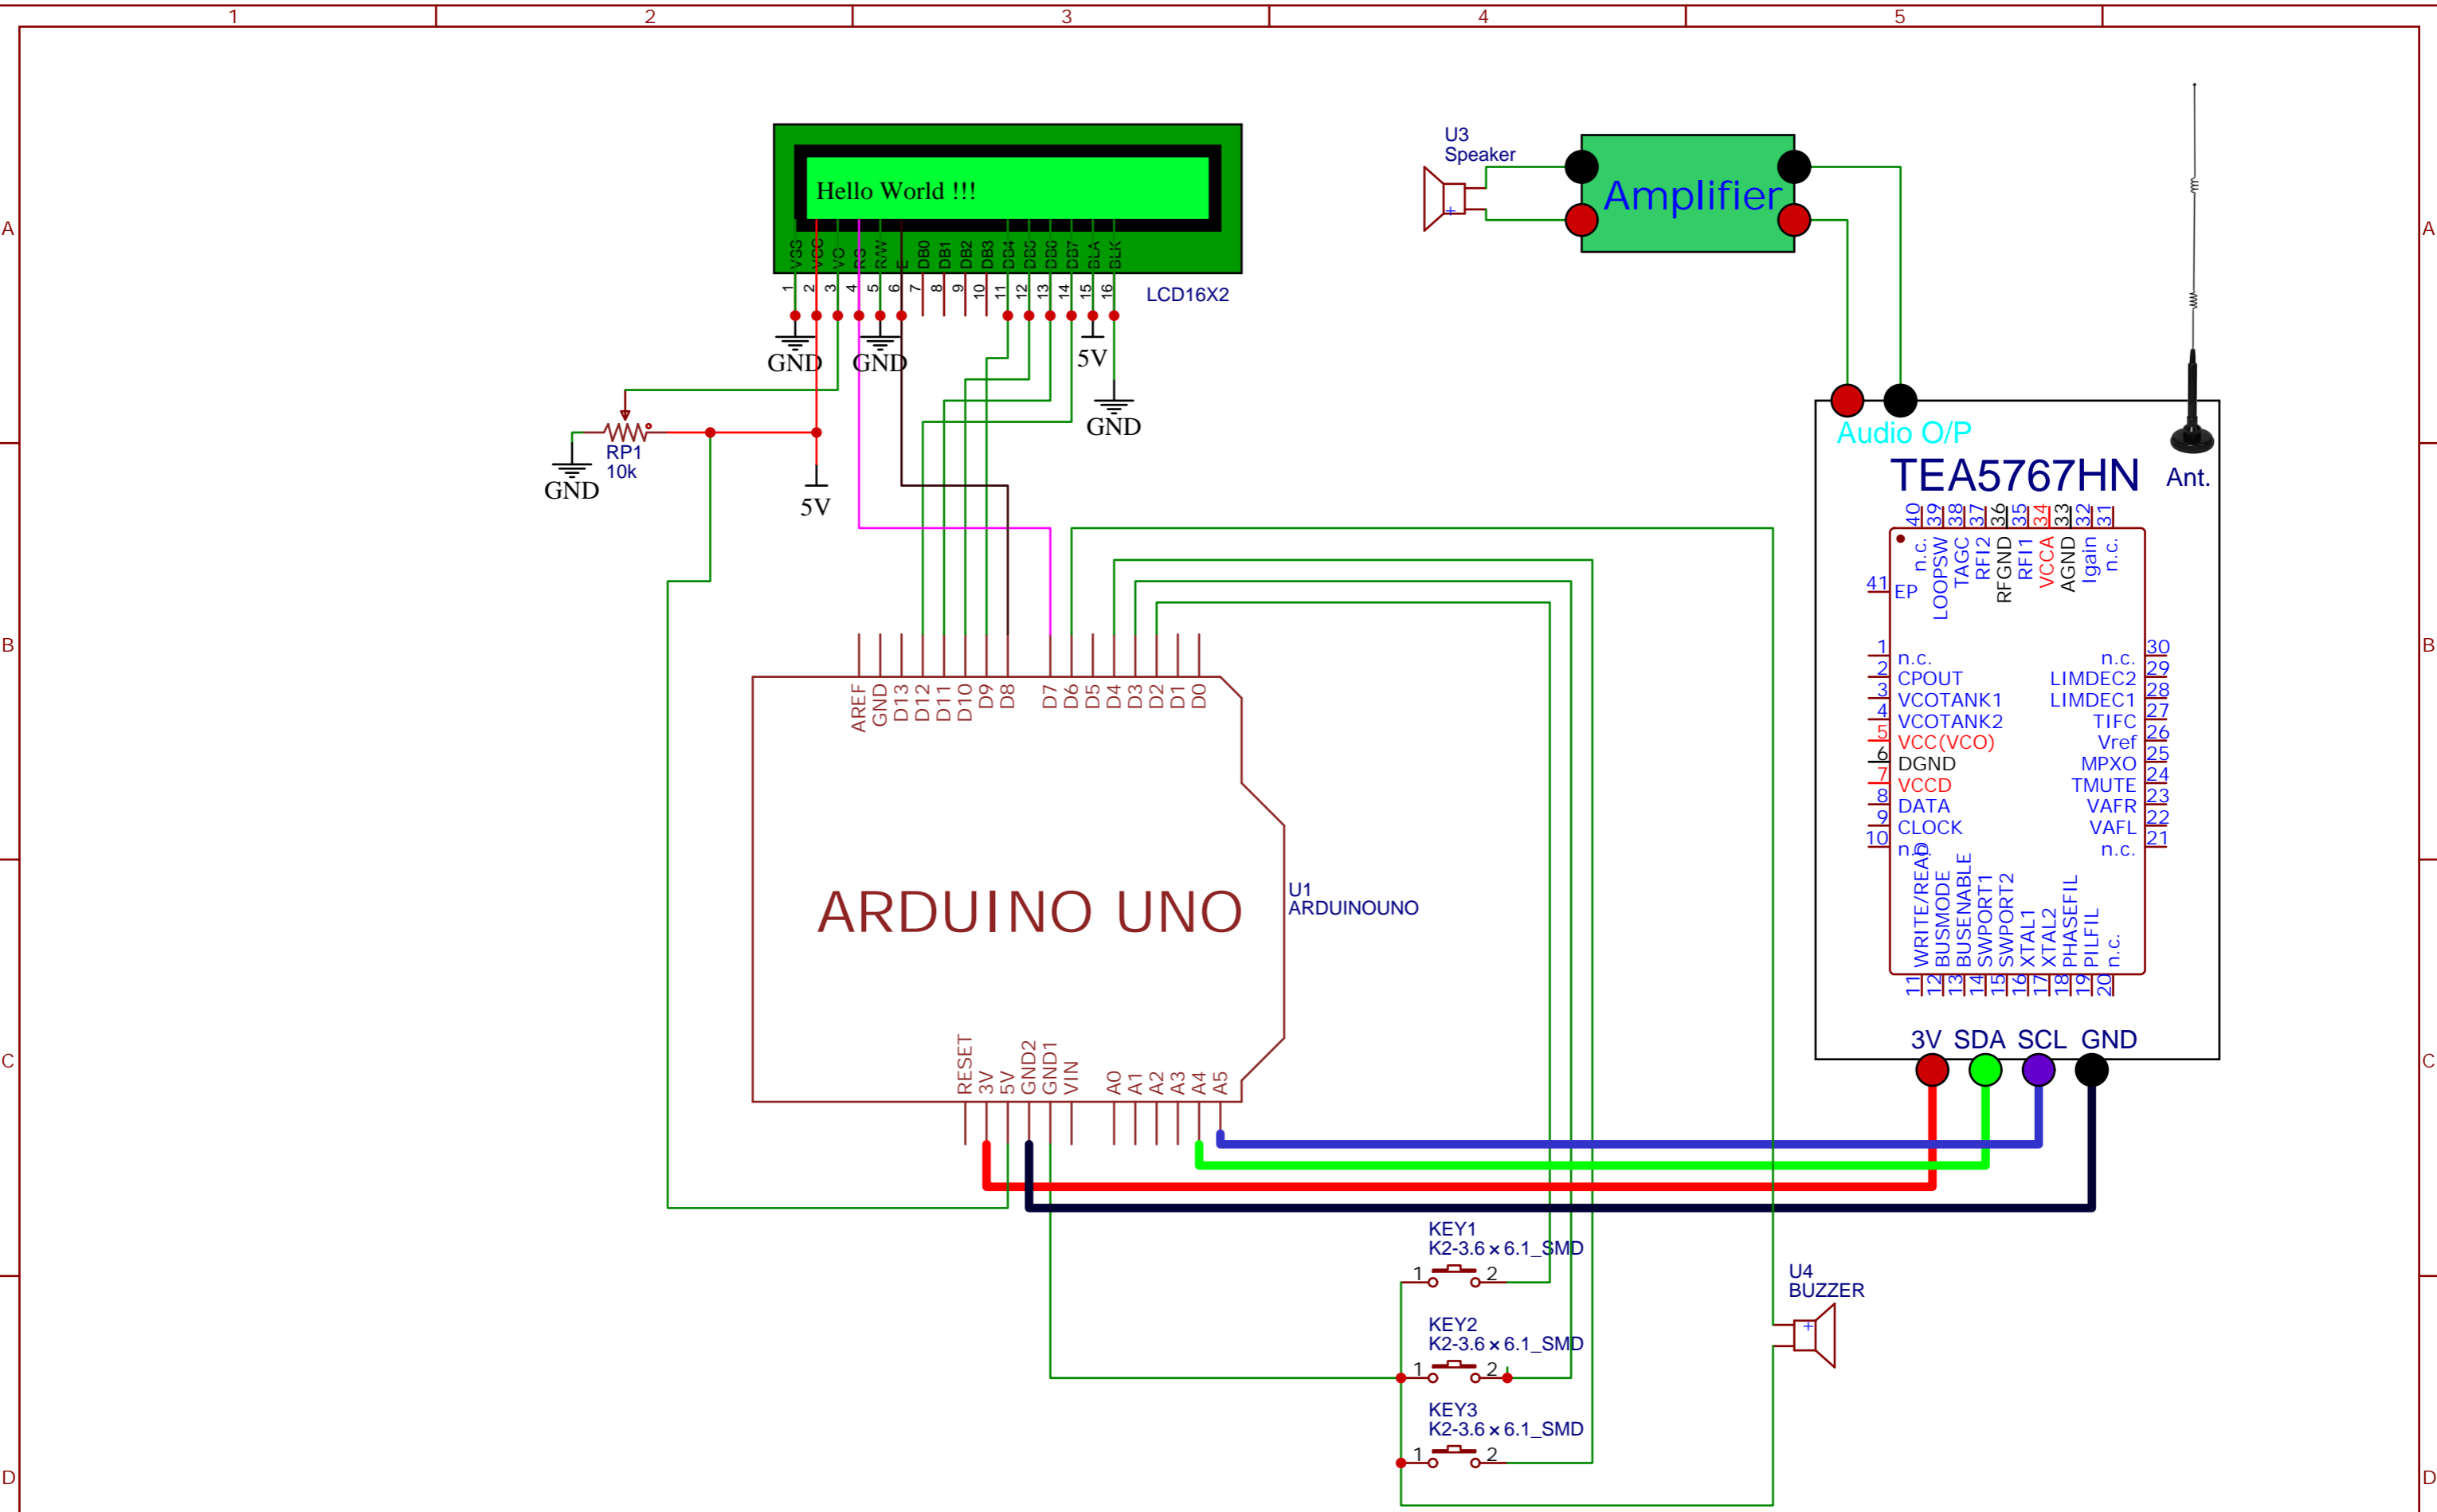 1 2 3 4 5
A
A
B
B
C
C
D
D
Hello World !!!
VSS VCC VO RS R/W E DB0 DB1 DB2 DB3 DB4 DB5 DB6 DB7 BLA BLK
1 2 3 4 5 6 7 8 9 10 11 12 13 14 15 16
LCD16X2
GND
GND
5V
GND
RP1
10k
GND
5V
U3
Speaker
+
Amplifier
Audio O/P
TEA5767HN
Ant.
40 39 38 37 36 35 34 33 32 31
n.c. LOOPSW TAGC RFI2 RFGND RFI1 VCCA AGND Igain n.c.
41 EP
1 n.c.
2 CPOUT
3 VCOTANK1
4 VCOTANK2
5 VCC(VCO)
6 DGND
7 VCCD
8 DATA
9 CLOCK
10 n.c.
n.c. 30
LIMDEC2 29
LIMDEC1 28
TIFC 27
Vref 26
MPXO 25
TMUTE 24
VAFR 23
VAFL 22
n.c. 21
WRITE/READ BUSMODE BUSENABLE SWPORT1 SWPORT2 XTAL1 XTAL2 PHASEFIL PILFIL n.c.
11 12 13 14 15 16 17 18 19 20
3V SDA SCL GND
AREF GND D13 D12 D11 D10 D9 D8 D7 D6 D5 D4 D3 D2 D1 D0
ARDUINO UNO
U1
ARDUINOUNO
RESET 3V 5V GND2 GND1 VIN A0 A1 A2 A3 A4 A5
KEY1
K2-3.6×6.1_SMD
1 2
KEY2
K2-3.6×6.1_SMD
1 2
KEY3
K2-3.6×6.1_SMD
1 2
U4
BUZZER
+